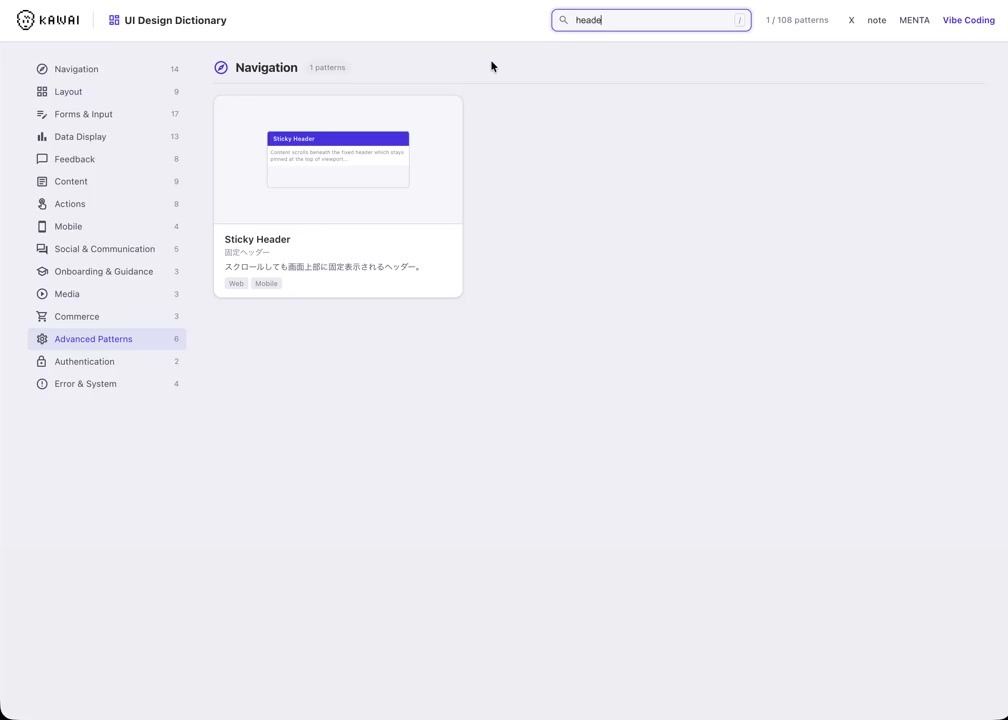 KAWAI
UI Design Dictionary
heade
/
1 / 108 patterns
X
note
MENTA
Vibe Coding
Navigation 14
Layout 9
Forms & Input 17
Data Display 13
Feedback 8
Content 9
Actions 8
Mobile 4
Social & Communication 5
Onboarding & Guidance 3
Media 3
Commerce 3
Advanced Patterns 6
Authentication 2
Error & System 4
Navigation 1 patterns
Sticky Header
Content scrolls beneath the fixed header which stays
pinned at the top of viewport...
Sticky Header
固定ヘッダー
スクロールしても画面上部に固定表示されるヘッダー。
Web Mobile